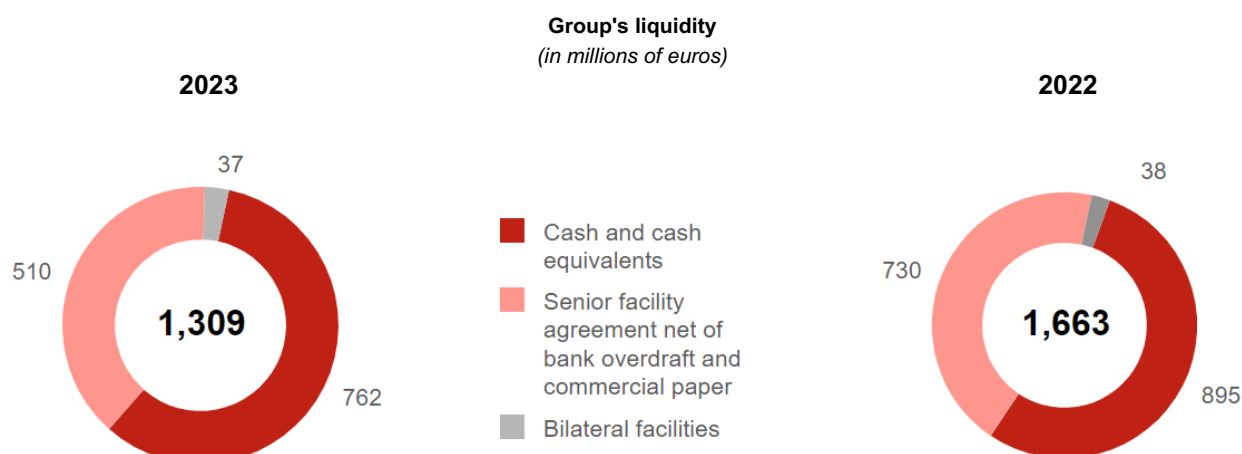 Group's liquidity
(in millions of euros)
2023
2022
37
510
1,309
762
Cash and cash
equivalents
Senior facility
agreement net of
bank overdraft and
commercial paper
Bilateral facilities
38
730
1,663
895